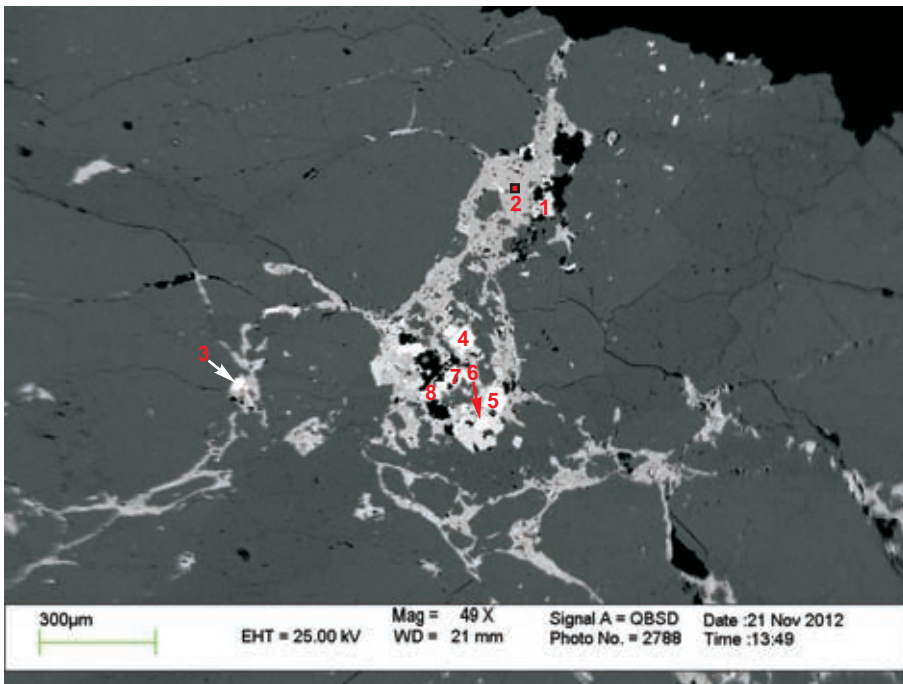 1
2
3
4
6
7
5
8
300µm
Mag = 49 X
EHT = 25.00 kV
WD = 21 mm
Signal A = QBSD
Photo No. = 2788
Date :21 Nov 2012
Time :13:49